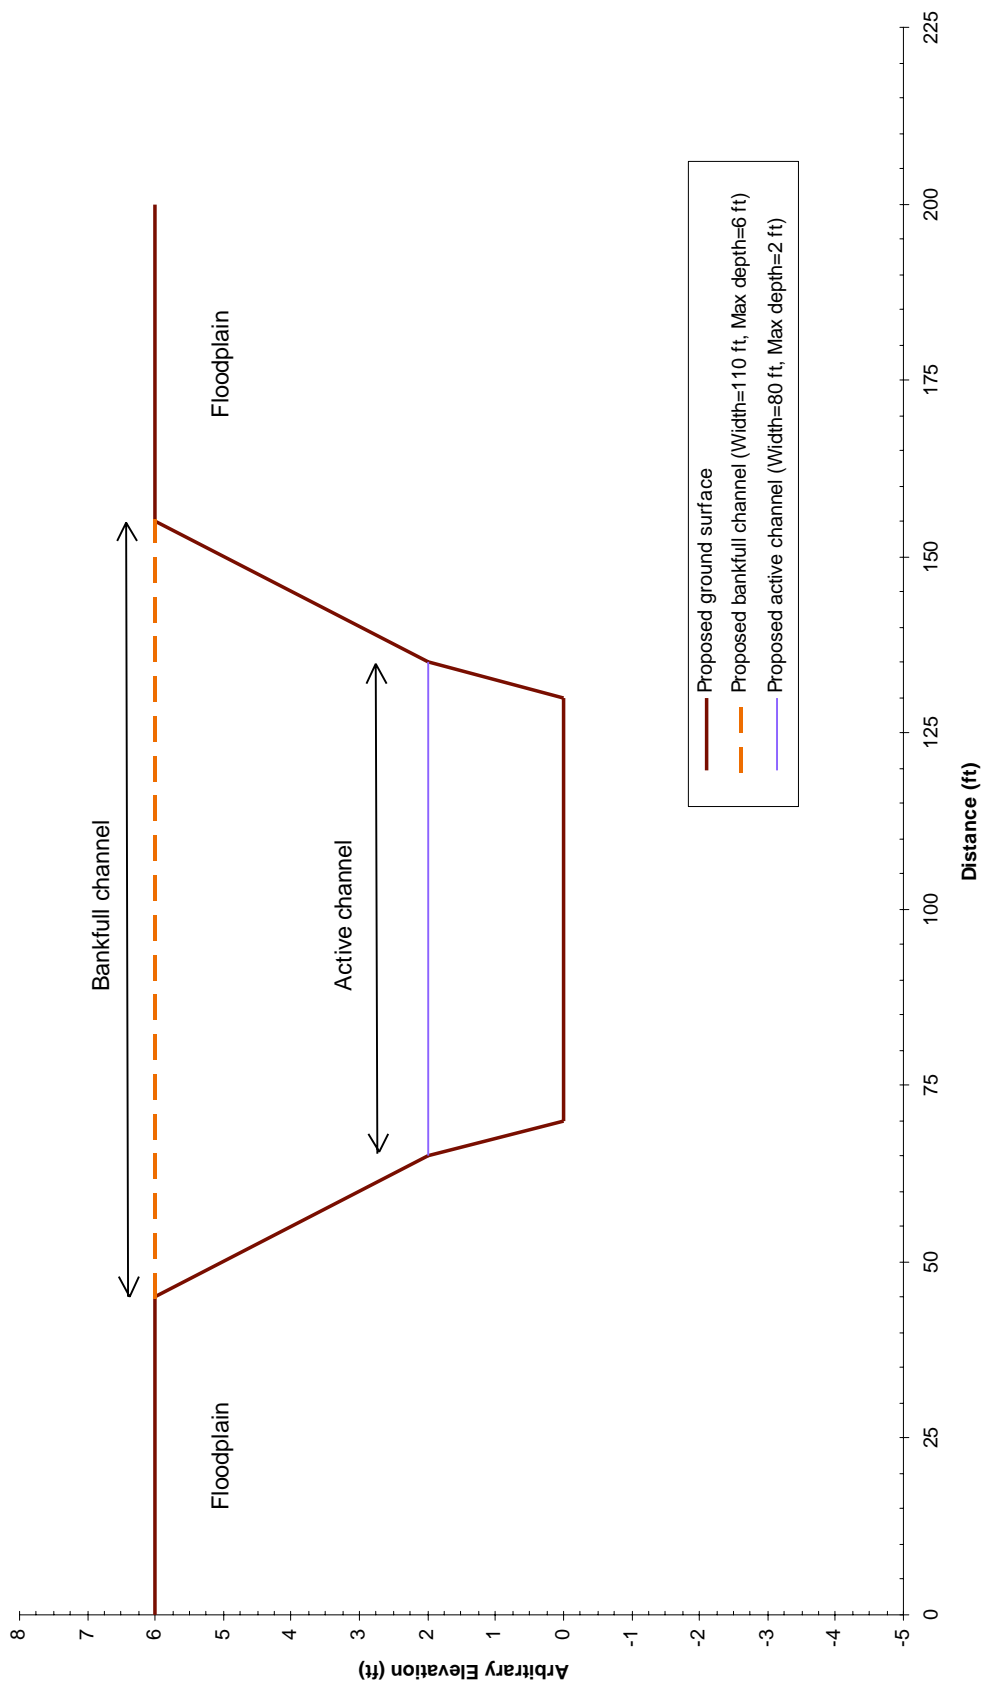 8
7
6
5
4
3
2
1
0
-1
-2
-3
-4
-5
Arbitrary Elevation (ft)
Bankfull channel
Floodplain
Floodplain
Active channel
Proposed ground surface
Proposed bankfull channel (Width=110 ft, Max depth=6 ft)
Proposed active channel (Width=80 ft, Max depth=2 ft)
0
25
50
75
100
125
150
175
200
225
Distance (ft)